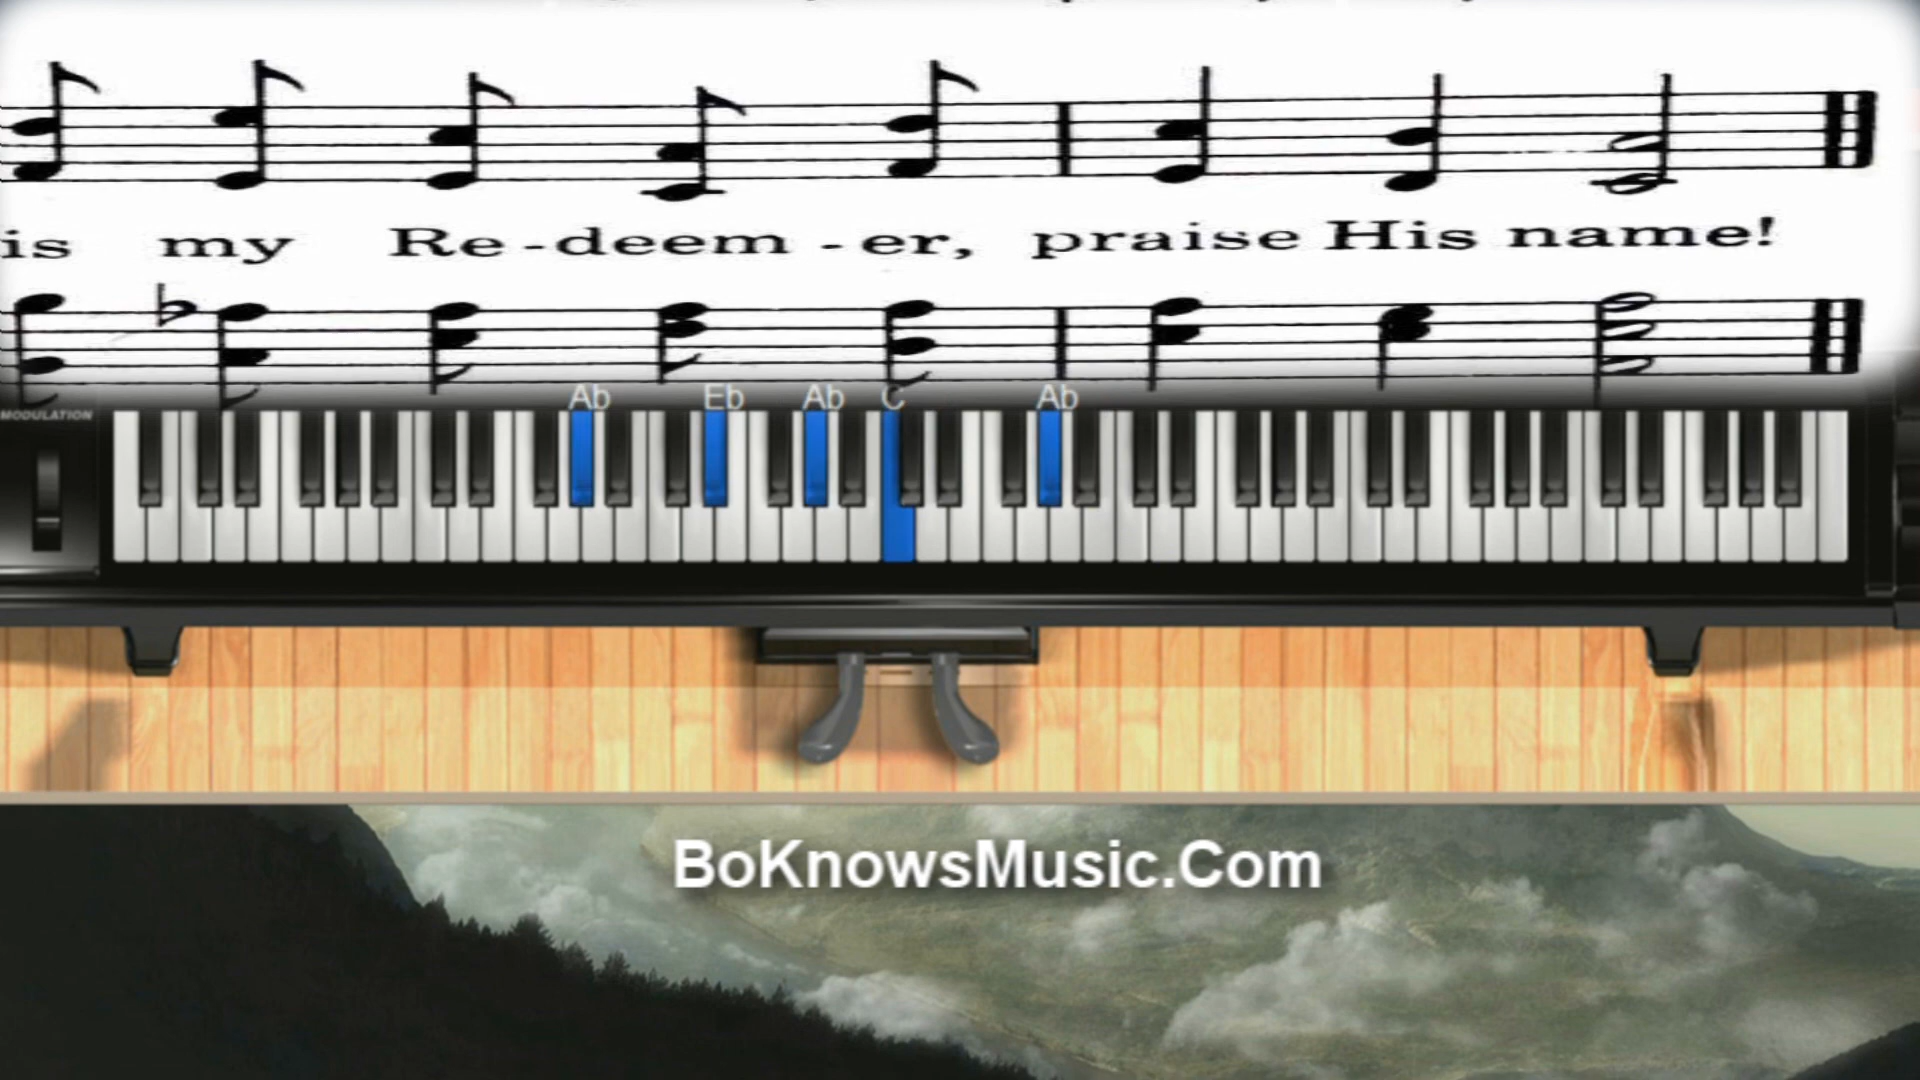 is my Re-deem-er, praise His name!
Ab Eb Ab C Ab
MODULATION
BoKnowsMusic.Com